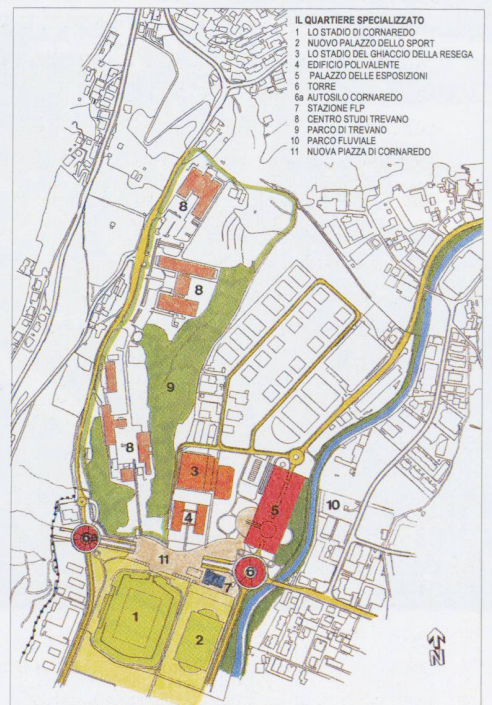 IL QUARTIERE SPECIALIZZATO
1 LO STADIO DI CORNAREDO
2 NUOVO PALAZZO DELLO SPORT
3 LO STADIO DEL GHIACCIO DELLA RESEGA
4 EDIFICIO POLIVALENTE
5 PALAZZO DELLE ESPOSIZIONI
6 TORRE
6a AUTOSILO CORNAREDO
7 STAZIONE FLP
8 CENTRO STUDI TREVANO
9 PARCO DI TREVANO
10 PARCO FLUVIALE
11 NUOVA PIAZZA DI CORNAREDO
8
8
9
8
3
5
10
4
6a
11
6
7
1
2
N